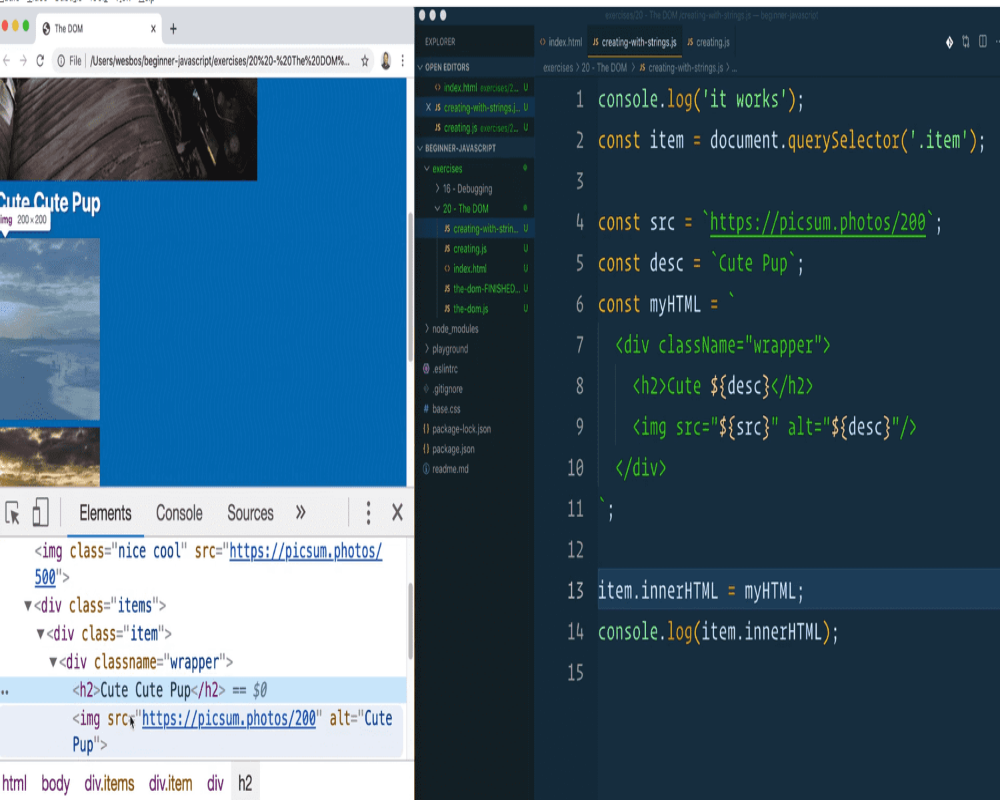 The DOM
File | /Users/wesbos/beginner-javascript/exercises/20%20-%20The%20DOM%...
Cute Cute Pup
img 200×200
Elements Console Sources »
<img class="nice cool" src="https://picsum.photos/
500">
▼<div class="items">
▼<div class="item">
▼<div classname="wrapper">
<h2>Cute Cute Pup</h2> == $0
<img src="https://picsum.photos/200" alt="Cute
Pup">
html body div.items div.item div h2
exercises/20 - The DOM/creating-with-strings.js — beginner-javascript
EXPLORER
OPEN EDITORS
index.html exercises/2... U
creating-with-strings.j... U
creating.js exercises/2... U
BEGINNER-JAVASCRIPT
exercises
16 - Debugging
20 - The DOM
creating-with-strin... U
creating.js U
index.html U
the-dom-FINISHED... U
the-dom.js U
node_modules
playground
.eslintrc
.gitignore
base.css
package-lock.json
package.json
readme.md
index.html JS creating-with-strings.js JS creating.js
exercises > 20 - The DOM > JS creating-with-strings.js > ...
1 console.log('it works');
2 const item = document.querySelector('.item');
3
4 const src = `https://picsum.photos/200`;
5 const desc = `Cute Pup`;
6 const myHTML = `
7 <div className="wrapper">
8 <h2>Cute ${desc}</h2>
9 <img src="${src}" alt="${desc}"/>
10 </div>
11 `;
12
13 item.innerHTML = myHTML;
14 console.log(item.innerHTML);
15